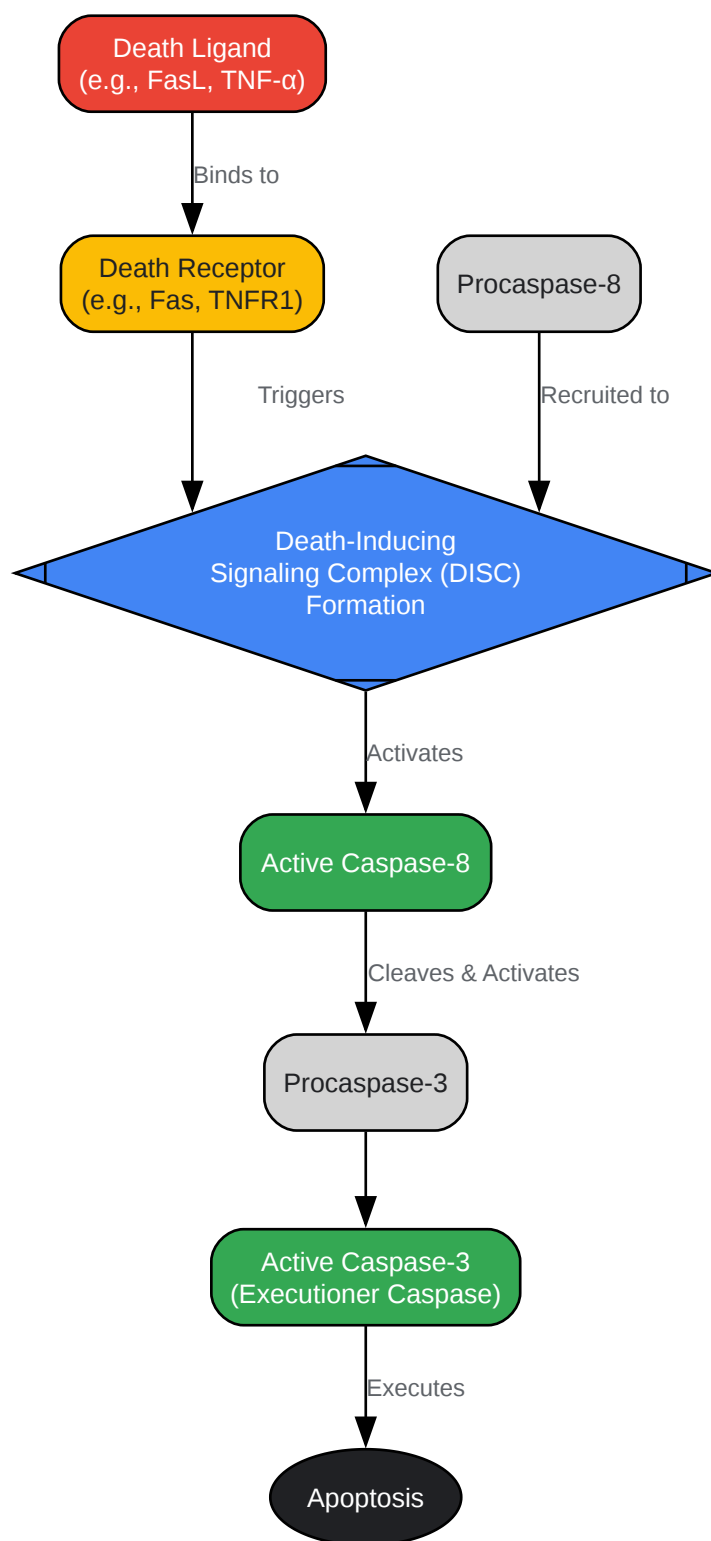 Death Ligand
(e.g., FasL, TNF-α)
Binds to
Death Receptor
(e.g., Fas, TNFR1)
Procaspase-8
Triggers
Recruited to
Death-Inducing
Signaling Complex (DISC)
Formation
Activates
Active Caspase-8
Cleaves & Activates
Procaspase-3
Active Caspase-3
(Executioner Caspase)
Executes
Apoptosis